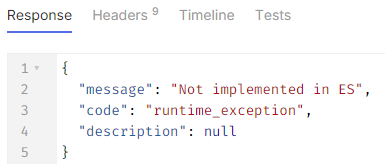 Response Headers 9 Timeline Tests
1 {
2 "message": "Not implemented in ES",
3 "code": "runtime_exception",
4 "description": null
5 }